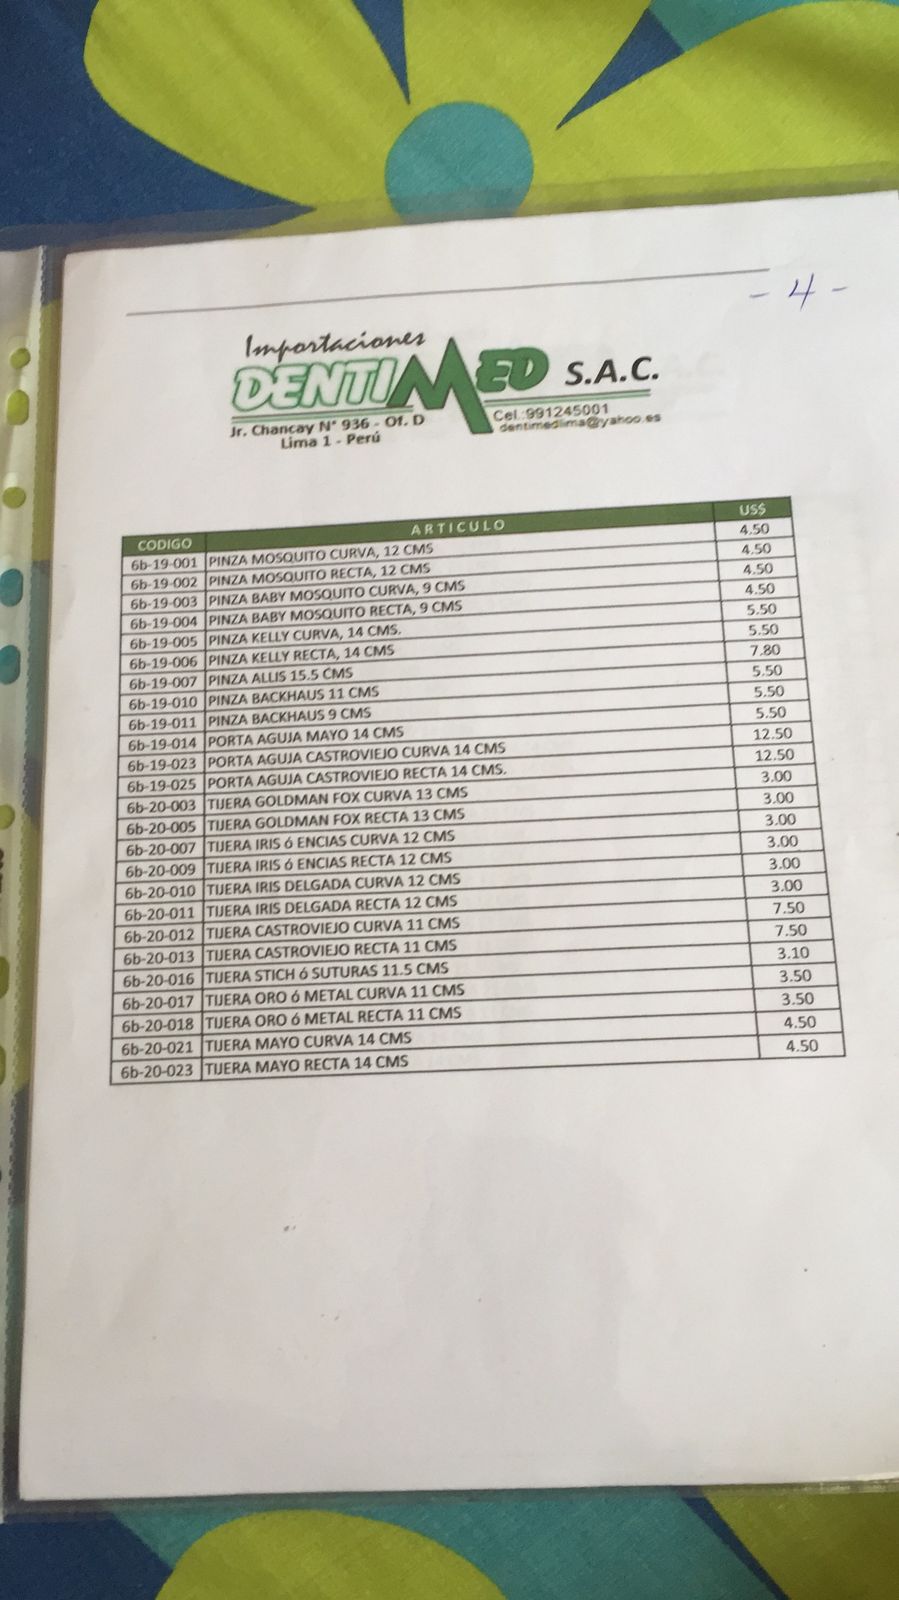 - 4 -
Importaciones
DENTIMED S.A.C.
Jr. Chancay N° 936 - Of. D
Lima 1 - Perú
Cel.:991245001
dentimedlima@yahoo.es
CODIGO ARTICULO US$
6b-19-001 PINZA MOSQUITO CURVA, 12 CMS 4.50
6b-19-002 PINZA MOSQUITO RECTA, 12 CMS 4.50
6b-19-003 PINZA BABY MOSQUITO CURVA, 9 CMS 4.50
6b-19-004 PINZA BABY MOSQUITO RECTA, 9 CMS 4.50
6b-19-005 PINZA KELLY CURVA, 14 CMS. 5.50
6b-19-006 PINZA KELLY RECTA, 14 CMS 5.50
6b-19-007 PINZA ALLIS 15.5 CMS 7.80
6b-19-010 PINZA BACKHAUS 11 CMS 5.50
6b-19-011 PINZA BACKHAUS 9 CMS 5.50
6b-19-014 PORTA AGUJA MAYO 14 CMS 5.50
6b-19-023 PORTA AGUJA CASTROVIEJO CURVA 14 CMS 12.50
6b-19-025 PORTA AGUJA CASTROVIEJO RECTA 14 CMS. 12.50
6b-20-003 TIJERA GOLDMAN FOX CURVA 13 CMS 3.00
6b-20-005 TIJERA GOLDMAN FOX RECTA 13 CMS 3.00
6b-20-007 TIJERA IRIS ó ENCIAS CURVA 12 CMS 3.00
6b-20-009 TIJERA IRIS ó ENCIAS RECTA 12 CMS 3.00
6b-20-010 TIJERA IRIS DELGADA CURVA 12 CMS 3.00
6b-20-011 TIJERA IRIS DELGADA RECTA 12 CMS 3.00
6b-20-012 TIJERA CASTROVIEJO CURVA 11 CMS 7.50
6b-20-013 TIJERA CASTROVIEJO RECTA 11 CMS 7.50
6b-20-016 TIJERA STICH ó SUTURAS 11.5 CMS 3.10
6b-20-017 TIJERA ORO ó METAL CURVA 11 CMS 3.50
6b-20-018 TIJERA ORO ó METAL RECTA 11 CMS 3.50
6b-20-021 TIJERA MAYO CURVA 14 CMS 4.50
6b-20-023 TIJERA MAYO RECTA 14 CMS 4.50